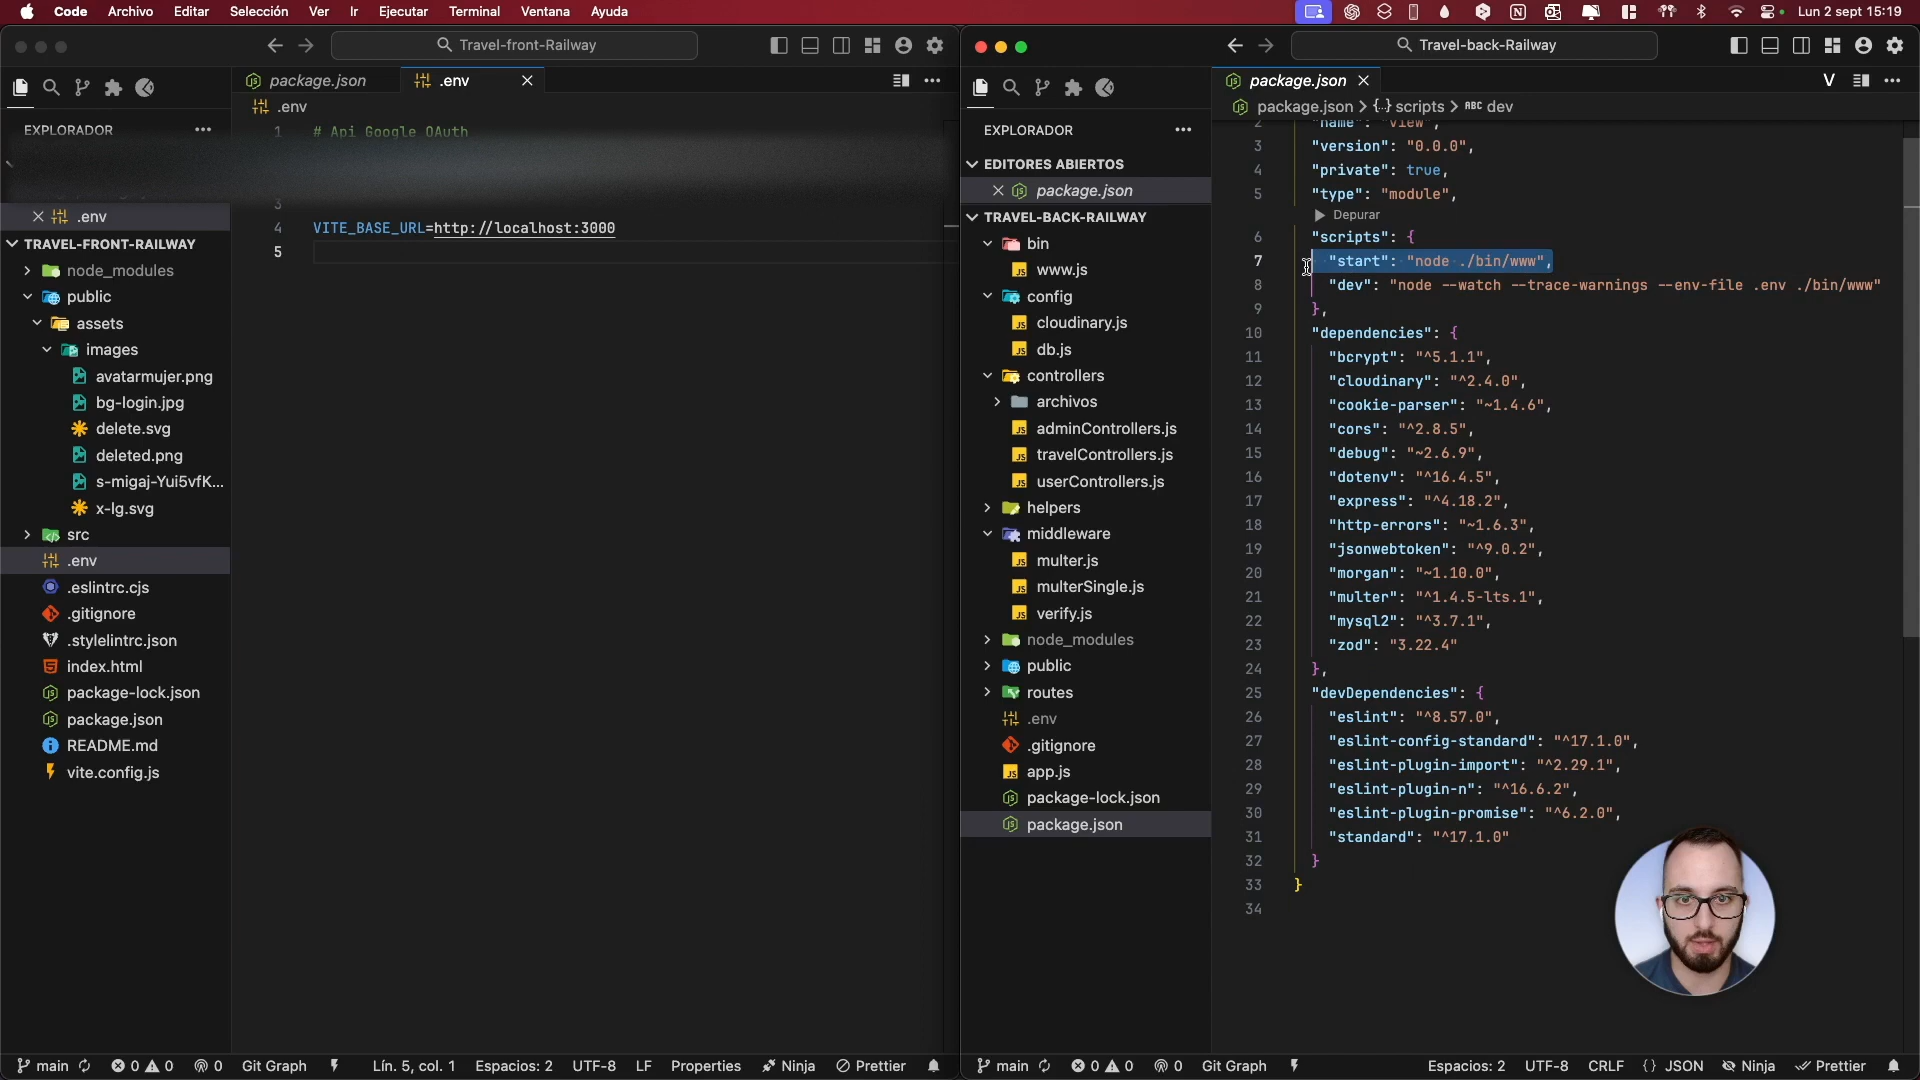 Code Archivo Editar Selección Ver Ir Ejecutar Terminal Ventana Ayuda
Lun 2 sept 15:19
Travel-front-Railway
package.json
.env
.env
EXPLORADOR
.env
TRAVEL-FRONT-RAILWAY
node_modules
public
assets
images
avatarmujer.png
bg-login.jpg
delete.svg
deleted.png
s-migaj-Yui5vfK...
x-lg.svg
src
.env
.eslintrc.cjs
.gitignore
.stylelintrc.json
index.html
package-lock.json
package.json
README.md
vite.config.js
1 # Api Google OAuth
3
4 VITE_BASE_URL=http://localhost:3000
5
main 0 0 0 Git Graph Lín. 5, col. 1 Espacios: 2 UTF-8 LF Properties Ninja Prettier
Travel-back-Railway
package.json
package.json > {} scripts > ABC dev
EXPLORADOR
EDITORES ABIERTOS
package.json
TRAVEL-BACK-RAILWAY
bin
www.js
config
cloudinary.js
db.js
controllers
archivos
adminControllers.js
travelControllers.js
userControllers.js
helpers
middleware
multer.js
multerSingle.js
verify.js
node_modules
public
routes
.env
.gitignore
app.js
package-lock.json
package.json
2 "name": "view",
3 "version": "0.0.0",
4 "private": true,
5 "type": "module",
Depurar
6 "scripts": {
7 "start": "node ./bin/www",
8 "dev": "node --watch --trace-warnings --env-file .env ./bin/www"
9 },
10 "dependencies": {
11 "bcrypt": "^5.1.1",
12 "cloudinary": "^2.4.0",
13 "cookie-parser": "~1.4.6",
14 "cors": "^2.8.5",
15 "debug": "~2.6.9",
16 "dotenv": "^16.4.5",
17 "express": "^4.18.2",
18 "http-errors": "~1.6.3",
19 "jsonwebtoken": "^9.0.2",
20 "morgan": "~1.10.0",
21 "multer": "^1.4.5-lts.1",
22 "mysql2": "^3.7.1",
23 "zod": "3.22.4"
24 },
25 "devDependencies": {
26 "eslint": "^8.57.0",
27 "eslint-config-standard": "^17.1.0",
28 "eslint-plugin-import": "^2.29.1",
29 "eslint-plugin-n": "^16.6.2",
30 "eslint-plugin-promise": "^6.2.0",
31 "standard": "^17.1.0"
32 }
33 }
34
main 0 0 0 Git Graph Espacios: 2 UTF-8 CRLF {} JSON Ninja Prettier